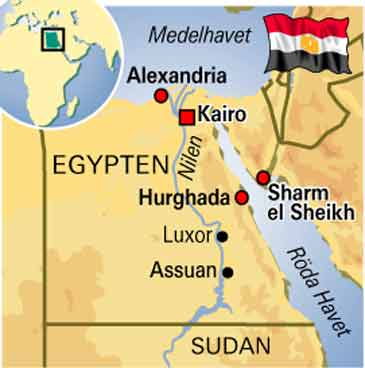 Medelhavet
Alexandria
Kairo
EGYPTEN
Nilen
Hurghada
Sharm
el Sheikh
Luxor
Assuan
Röda Havet
SUDAN